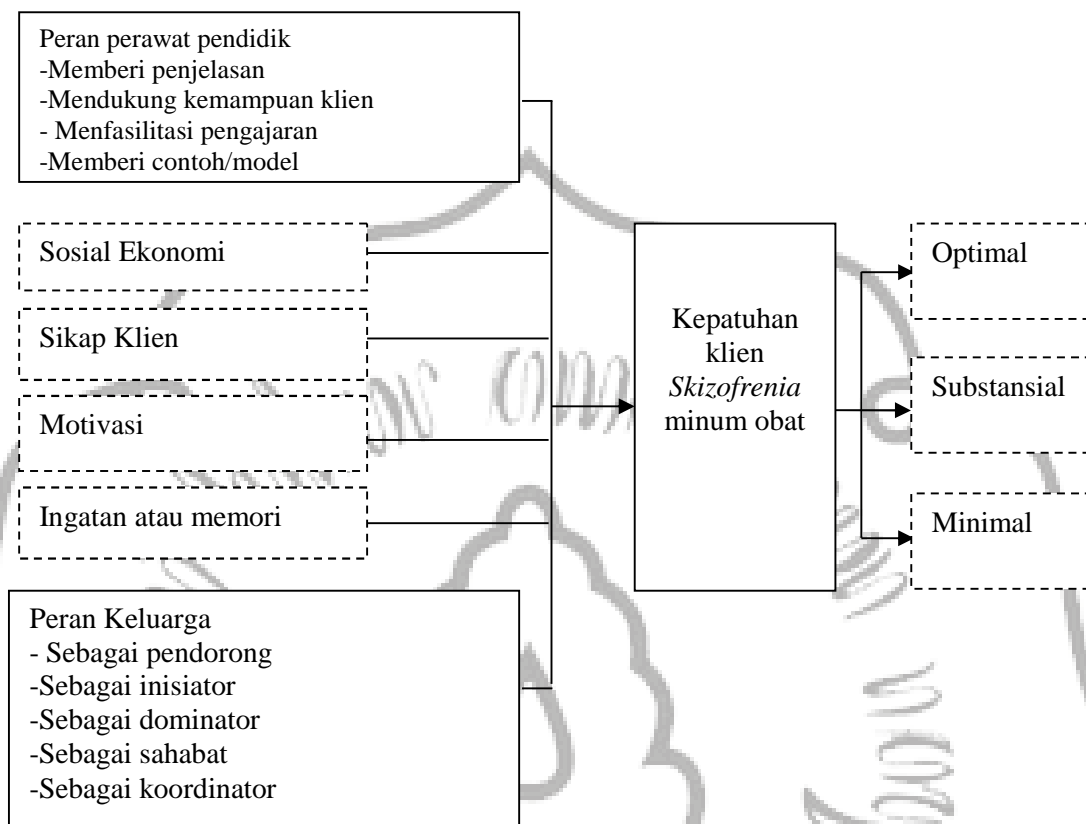 Peran perawat pendidik
-Memberi penjelasan
-Mendukung kemampuan klien
- Menfasilitasi pengajaran
-Memberi contoh/model
Sosial Ekonomi
Sikap Klien
Motivasi
Ingatan atau memori
Peran Keluarga
- Sebagai pendorong
-Sebagai inisiator
-Sebagai dominator
-Sebagai sahabat
-Sebagai koordinator
Kepatuhan
klien
Skizofrenia
minum obat
Optimal
Substansial
Minimal